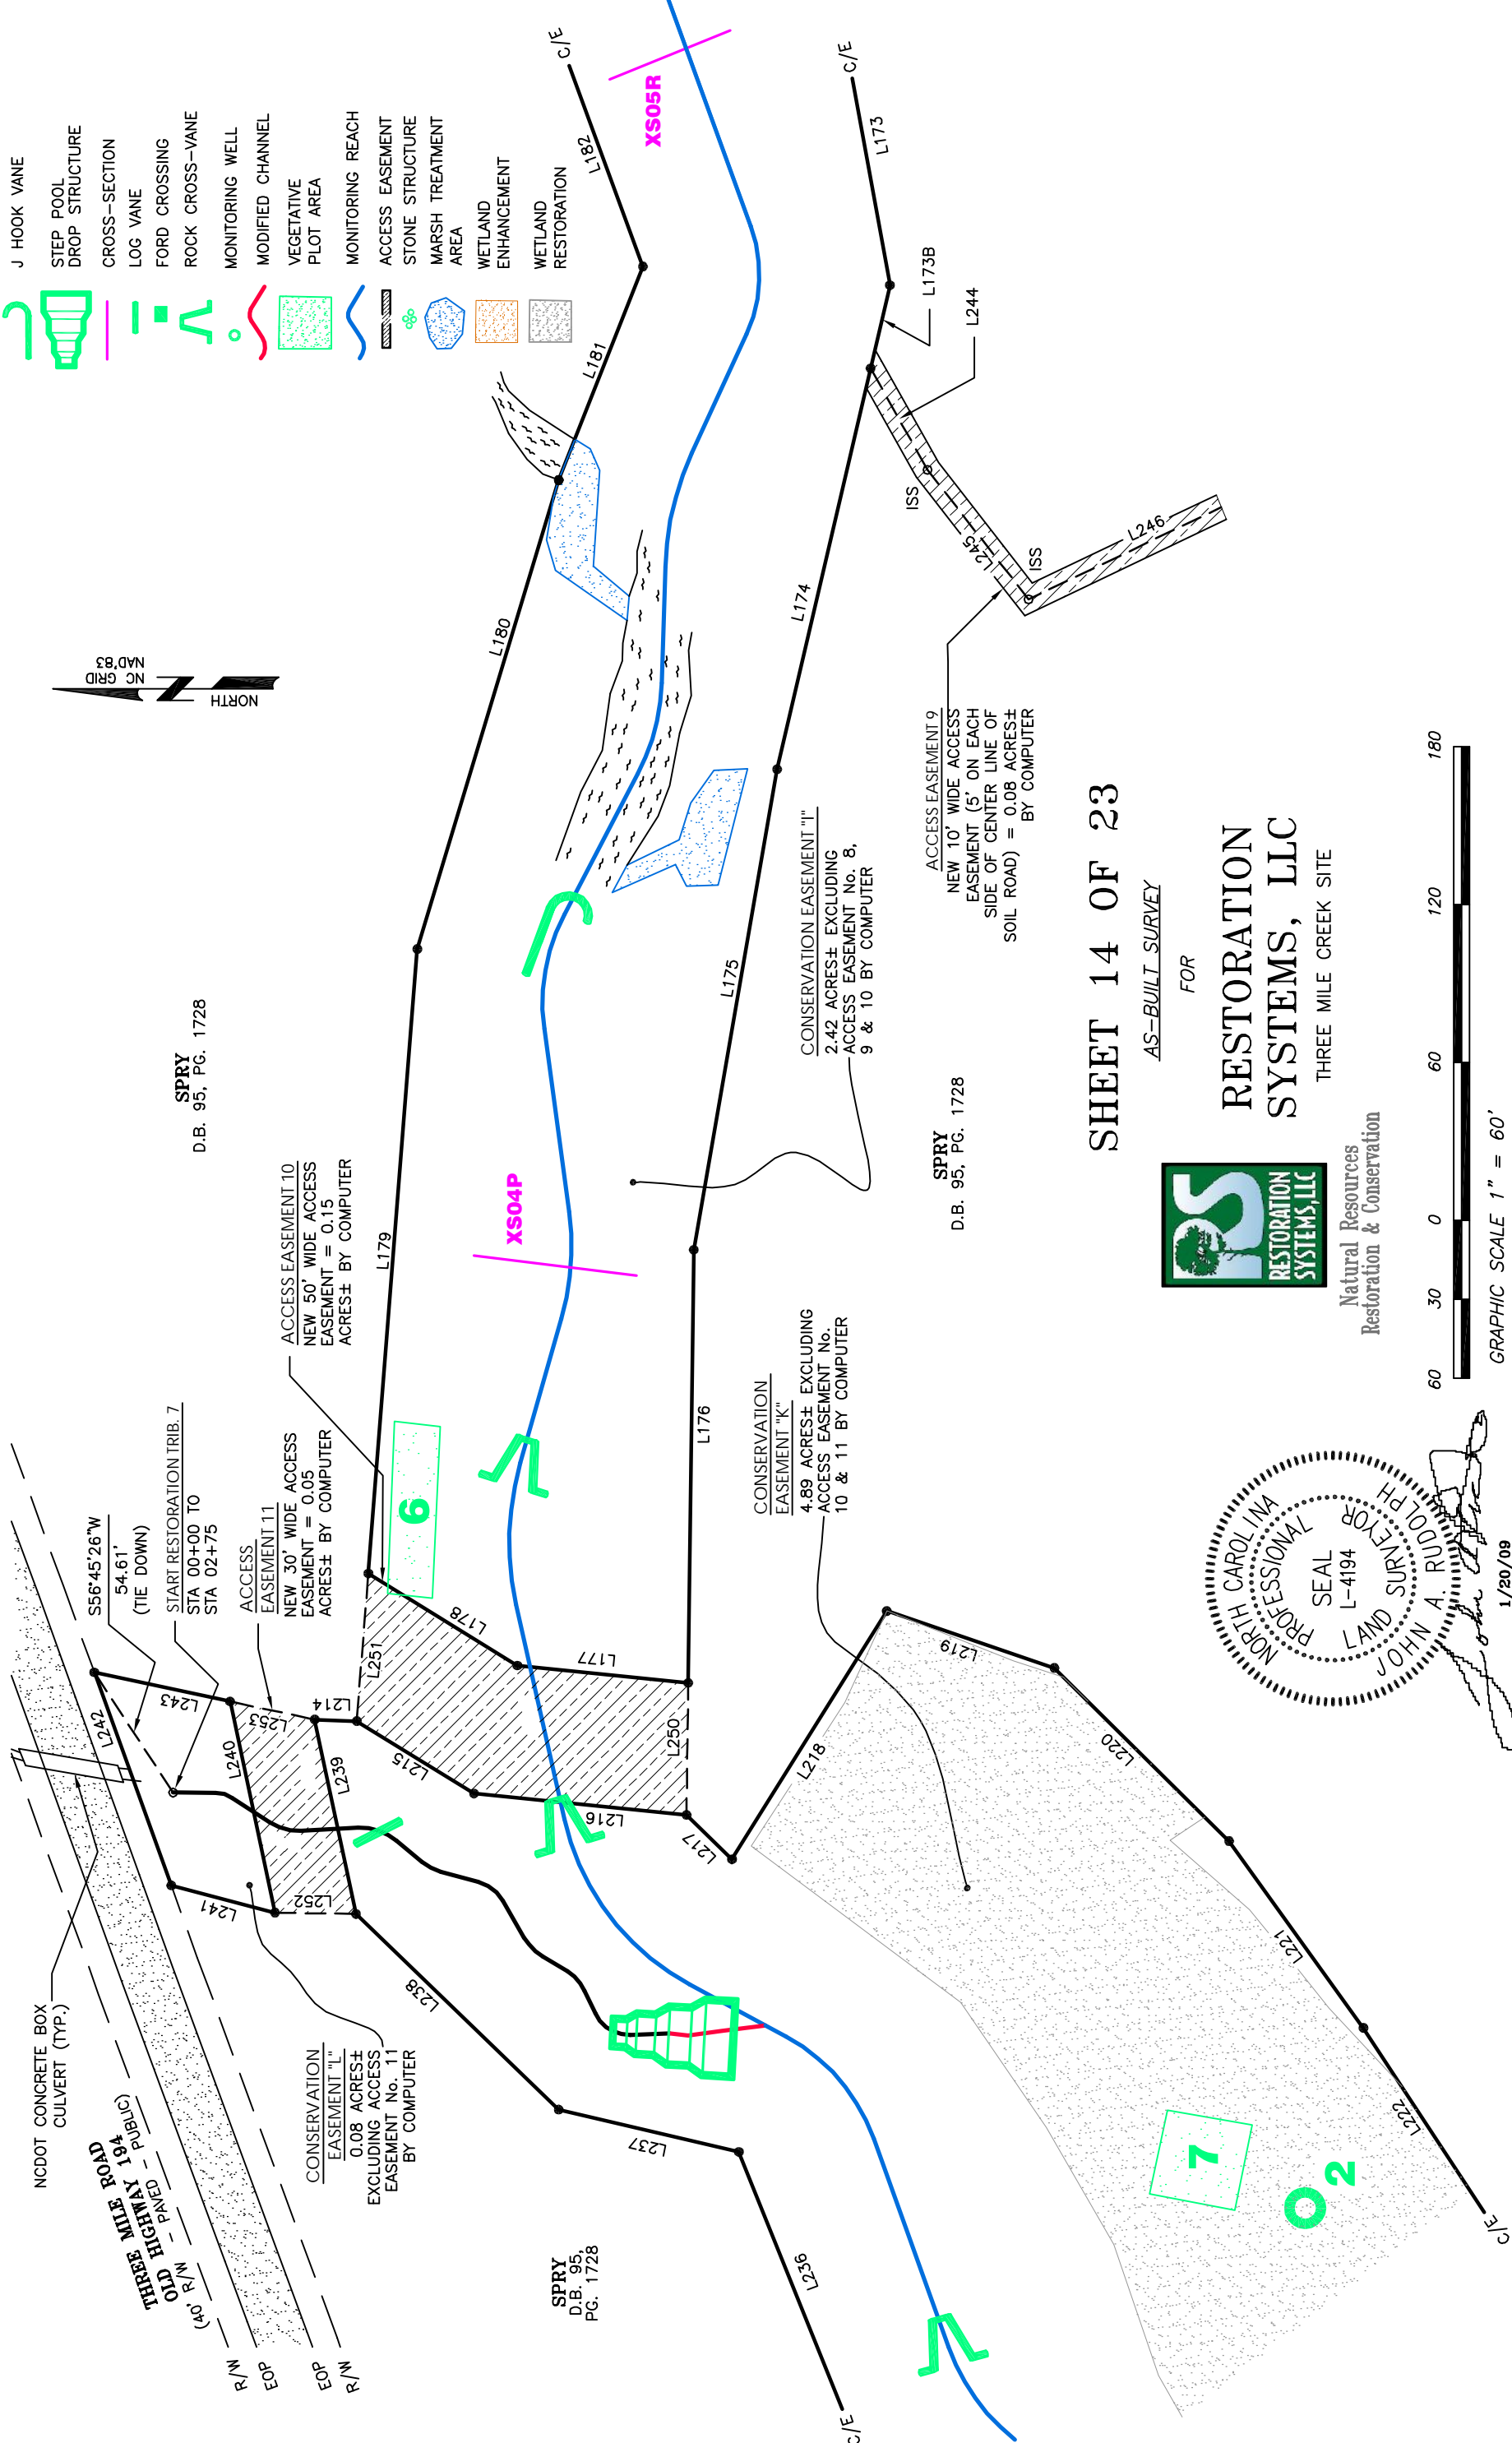 J HOOK VANE
STEP POOL
DROP STRUCTURE
CROSS-SECTION
LOG VANE
FORD CROSSING
ROCK CROSS-VANE
MONITORING WELL
MODIFIED CHANNEL
VEGETATIVE
PLOT AREA
MONITORING REACH
ACCESS EASEMENT
STONE STRUCTURE
MARSH TREATMENT
AREA
WETLAND
ENHANCEMENT
WETLAND
RESTORATION
NORTH
NC GRID
NAD'83
NCDOT CONCRETE BOX
CULVERT (TYP.)
THREE MILE ROAD
OLD HIGHWAY 194
(40' R/W - PAVED - PUBLIC)
R/W
EOP
EOP
R/W
S56°45'26"W
54.61'
(TIE DOWN)
START RESTORATION TRIB. 7
STA 00+00 TO
STA 02+75
ACCESS
EASEMENT 11
NEW 30' WIDE ACCESS
EASEMENT = 0.05
ACRES± BY COMPUTER
ACCESS EASEMENT 10
NEW 50' WIDE ACCESS
EASEMENT = 0.15
ACRES± BY COMPUTER
SPRY
D.B. 95, PG. 1728
CONSERVATION
EASEMENT "L"
0.08 ACRES±
EXCLUDING ACCESS
EASEMENT No. 11
BY COMPUTER
SPRY
D.B. 95,
PG. 1728
L242
L243
L240
L253
L241
L252
L239
L214
L251
L215
L178
L177
L216
L250
L217
L238
L237
L236
C/E
L179
L180
L181
L182
C/E
XS04P
XS05R
6
L176
L175
L174
L173B
L173
C/E
L244
ISS
L245
ISS
L246
L218
L219
L220
L221
L222
C/E
7
2
CONSERVATION EASEMENT "I"
2.42 ACRES± EXCLUDING
ACCESS EASEMENT No. 8,
9 & 10 BY COMPUTER
ACCESS EASEMENT 9
NEW 10' WIDE ACCESS
EASEMENT (5' ON EACH
SIDE OF CENTER LINE OF
SOIL ROAD) = 0.08 ACRES±
BY COMPUTER
CONSERVATION
EASEMENT "K"
4.89 ACRES± EXCLUDING
ACCESS EASEMENT No.
10 & 11 BY COMPUTER
SPRY
D.B. 95, PG. 1728
SHEET 14 OF 23
AS-BUILT SURVEY
FOR
RESTORATION
SYSTEMS, LLC
THREE MILE CREEK SITE
RS
RESTORATION
SYSTEMS,LLC
Natural Resources
Restoration & Conservation
60 30 0 60 120 180
GRAPHIC SCALE 1" = 60'
NORTH CAROLINA
PROFESSIONAL
SEAL
L-4194
LAND SURVEYOR
JOHN A. RUDOLPH
1/20/09